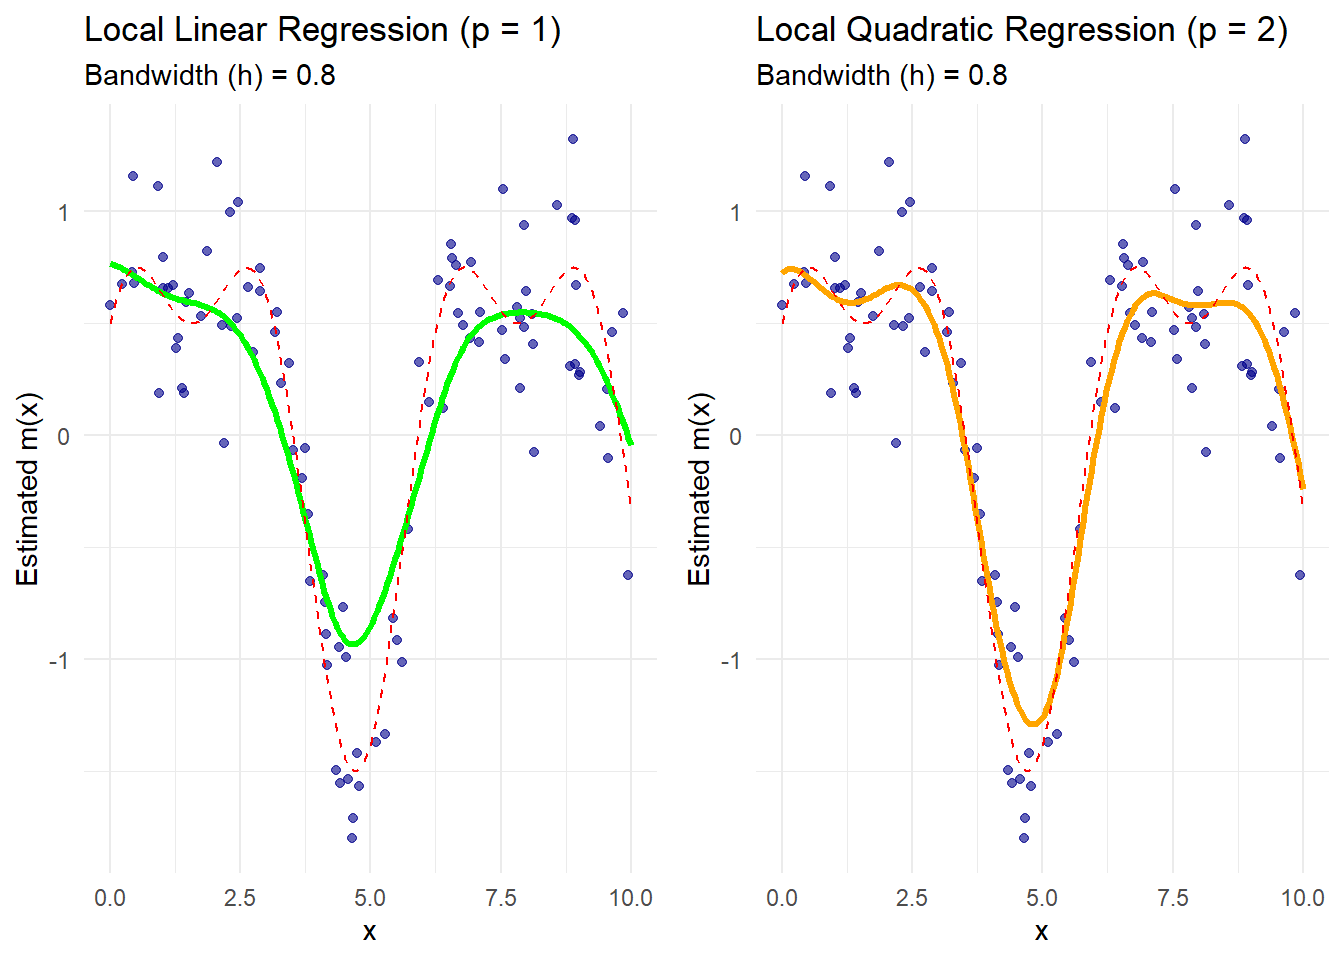 Local Linear Regression (p = 1)
Bandwidth (h) = 0.8
Estimated m(x)
1
0
-1
0.0 2.5 5.0 7.5 10.0
x
Local Quadratic Regression (p = 2)
Bandwidth (h) = 0.8
Estimated m(x)
1
0
-1
0.0 2.5 5.0 7.5 10.0
x